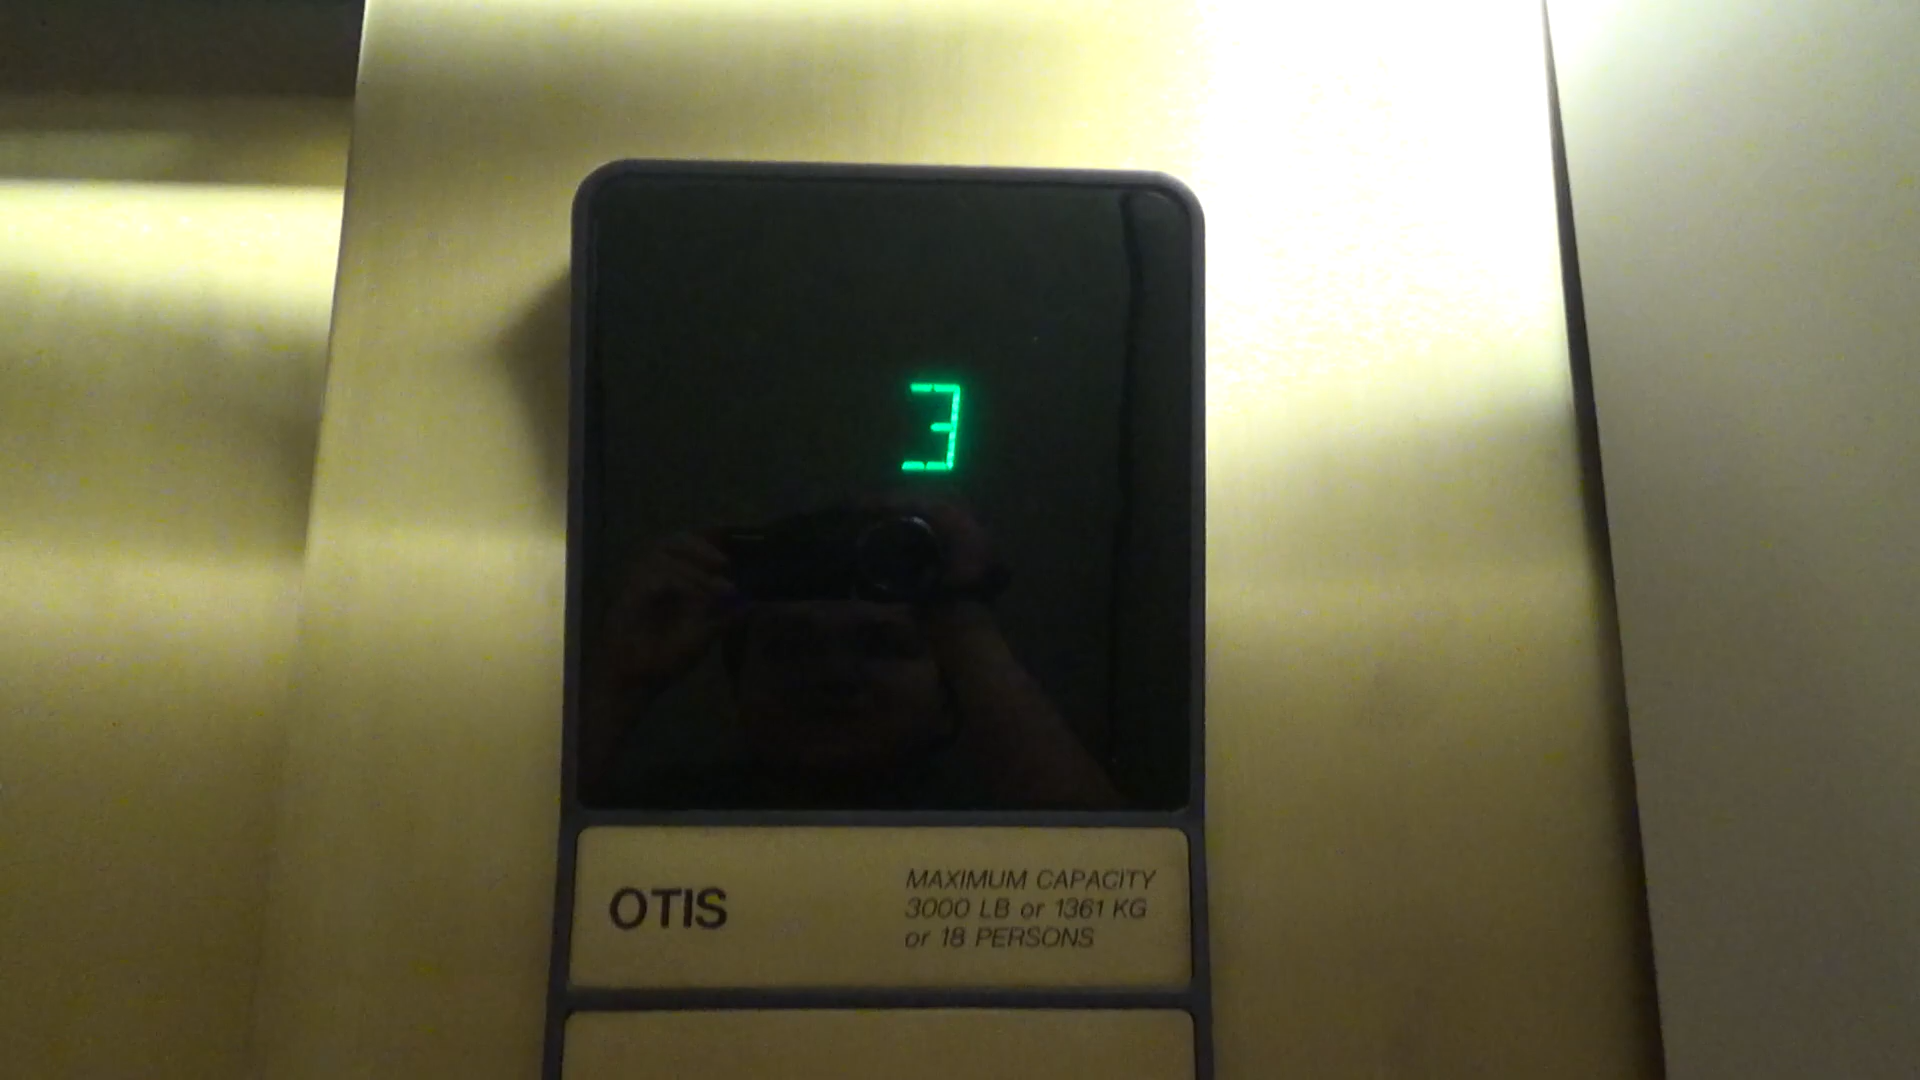 3
OTIS
MAXIMUM CAPACITY
3000 LB or 1361 KG
or 18 PERSONS